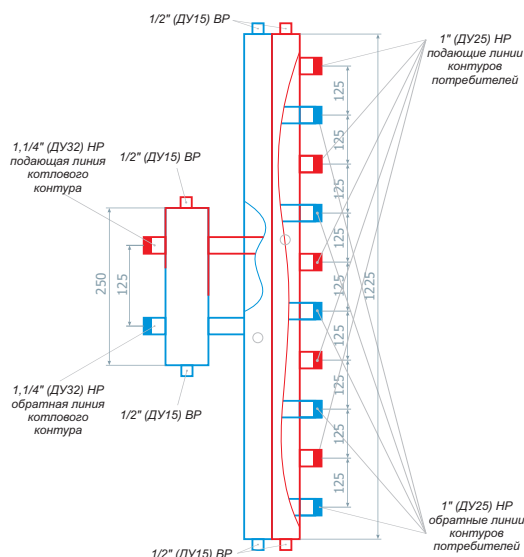 1/2" (ДУ15) ВР
1" (ДУ25) НР
подающие линии
контуров
потребителей
1,1/4" (ДУ32) НР
подающая линия
котлового
контура
1/2" (ДУ15) ВР
125
125
125
125
125
125
125
125
125
1225
250
125
1,1/4" (ДУ32) НР
обратная линия
котлового
контура
1/2" (ДУ15) ВР
1" (ДУ25) НР
обратные линии
контуров
потребителей
1/2" (ДУ15) ВР